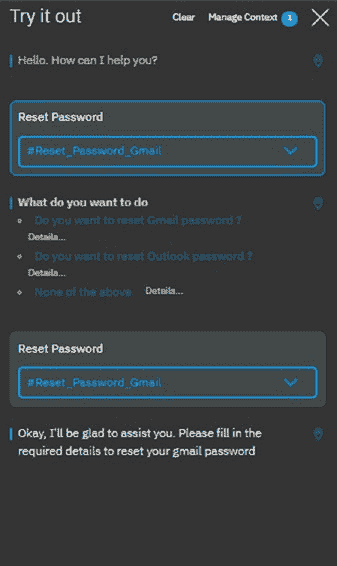 Try it out
Clear
Manage Context 1
Hello. How can I help you?
Reset Password
#Reset_Password_Gmail
What do you want to do
Do you want to reset Gmail password ?
Details...
Do you want to reset Outlook password ?
Details...
None of the above
Details...
Reset Password
#Reset_Password_Gmail
Okay, I'll be glad to assist you. Please fill in the
required details to reset your gmail password